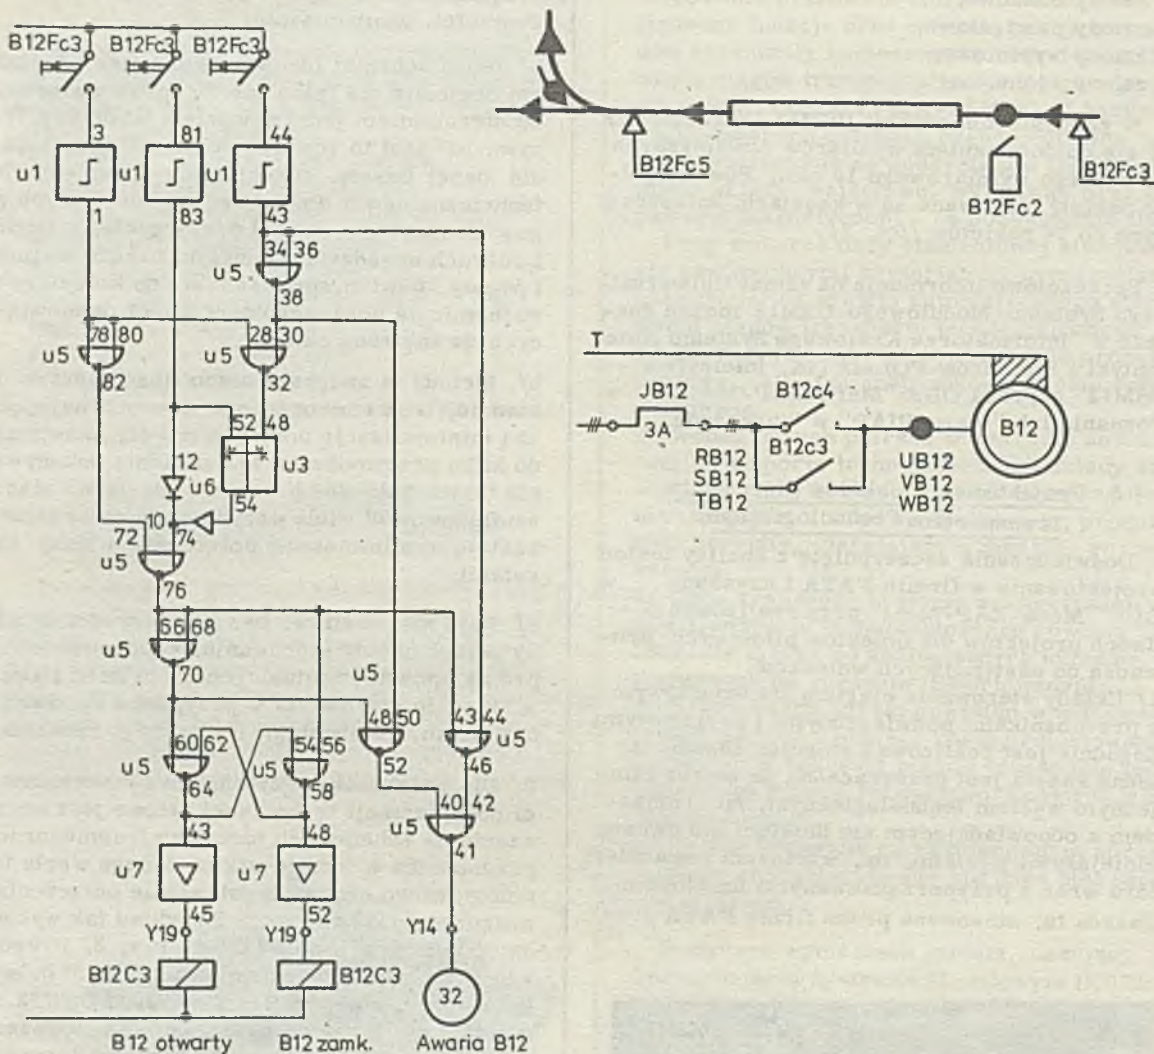 B12Fc3 B12Fc3 B12Fc3
3 81 44
u1 u1 u1
1 83 43
34 36
u5
38
78 80 28 30
u5 u5
82 32
52 48
12 u3
u6 54
10
72 74
u5
76
66 68
u5
70
u5
60 62 54 56 48 50 43 44
u5 u5 u5
64 58 52 46
43 48 40 42
u5
u7 u7 41
45 52
Y19 Y19 Y14
B12C3 B12C3 32
B12 otwarty B12 zamk. Awaria B12
B12Fc5 B12Fc3
B12Fc2
T
JB12 B12c4
3A B12c3 B12
RB12 UB12
SB12 VB12
TB12 WB12